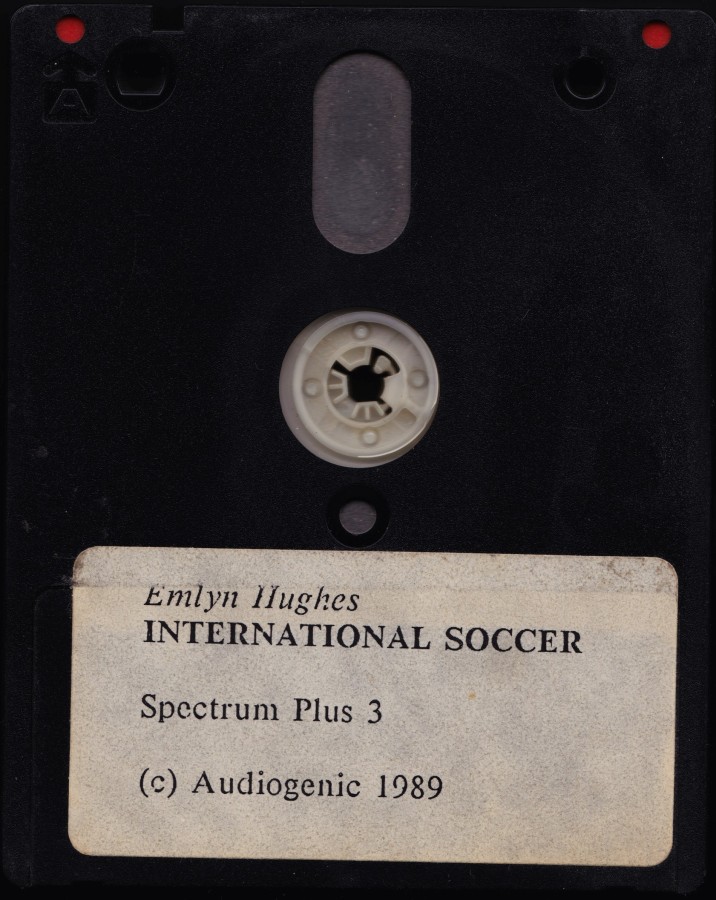 A
Emlyn Hughes
INTERNATIONAL SOCCER
Spectrum Plus 3
(c) Audiogenic 1989